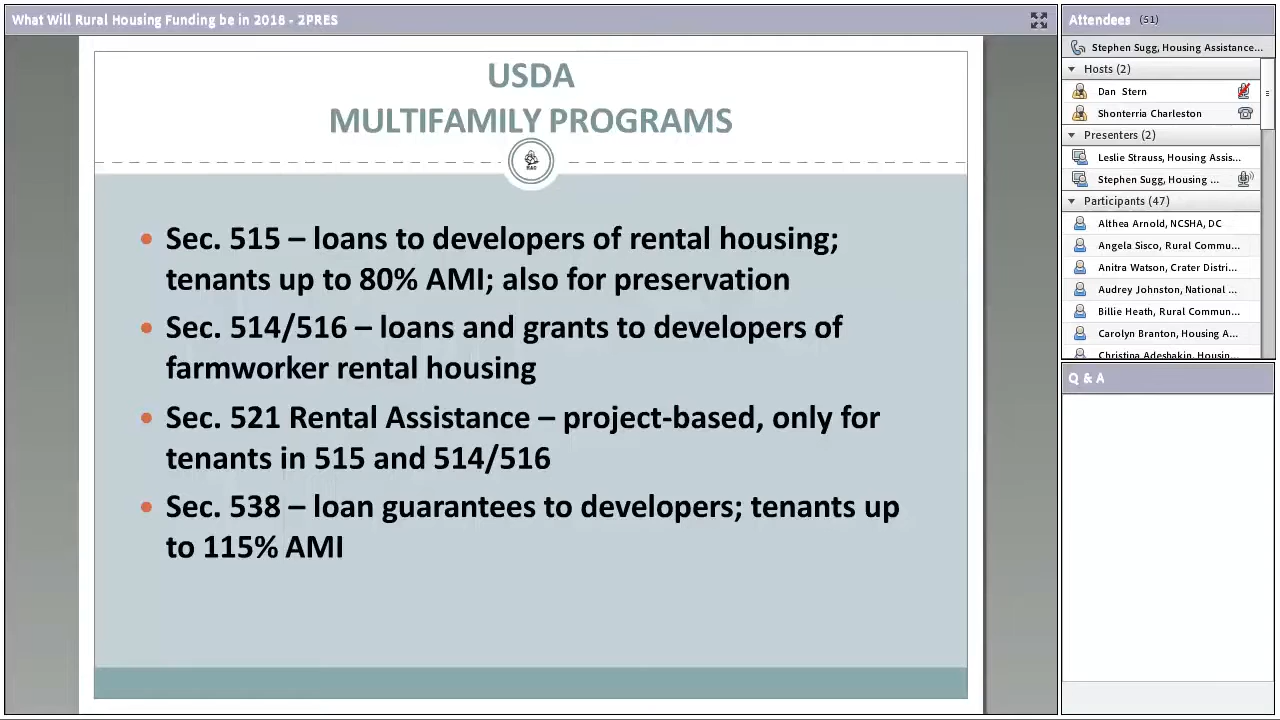 What Will Rural Housing Funding be in 2018 - 2PRES
USDA
MULTIFAMILY PROGRAMS
HAC
• Sec. 515 – loans to developers of rental housing;
tenants up to 80% AMI; also for preservation
• Sec. 514/516 – loans and grants to developers of
farmworker rental housing
• Sec. 521 Rental Assistance – project-based, only for
tenants in 515 and 514/516
• Sec. 538 – loan guarantees to developers; tenants up
to 115% AMI
Attendees (51)
Stephen Sugg, Housing Assistance...
Hosts (2)
Dan Stern
Shonterria Charleston
Presenters (2)
Leslie Strauss, Housing Assis...
Stephen Sugg, Housing ...
Participants (47)
Althea Arnold, NCSHA, DC
Angela Sisco, Rural Commu...
Anitra Watson, Crater Distri...
Audrey Johnston, National ...
Billie Heath, Rural Commun...
Carolyn Branton, Housing A...
Christina Adeshakin, Housin...
Q & A